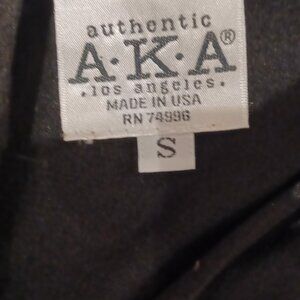 authentic
A·K·A®
.los angeles.
MADE IN USA
RN 74996
S